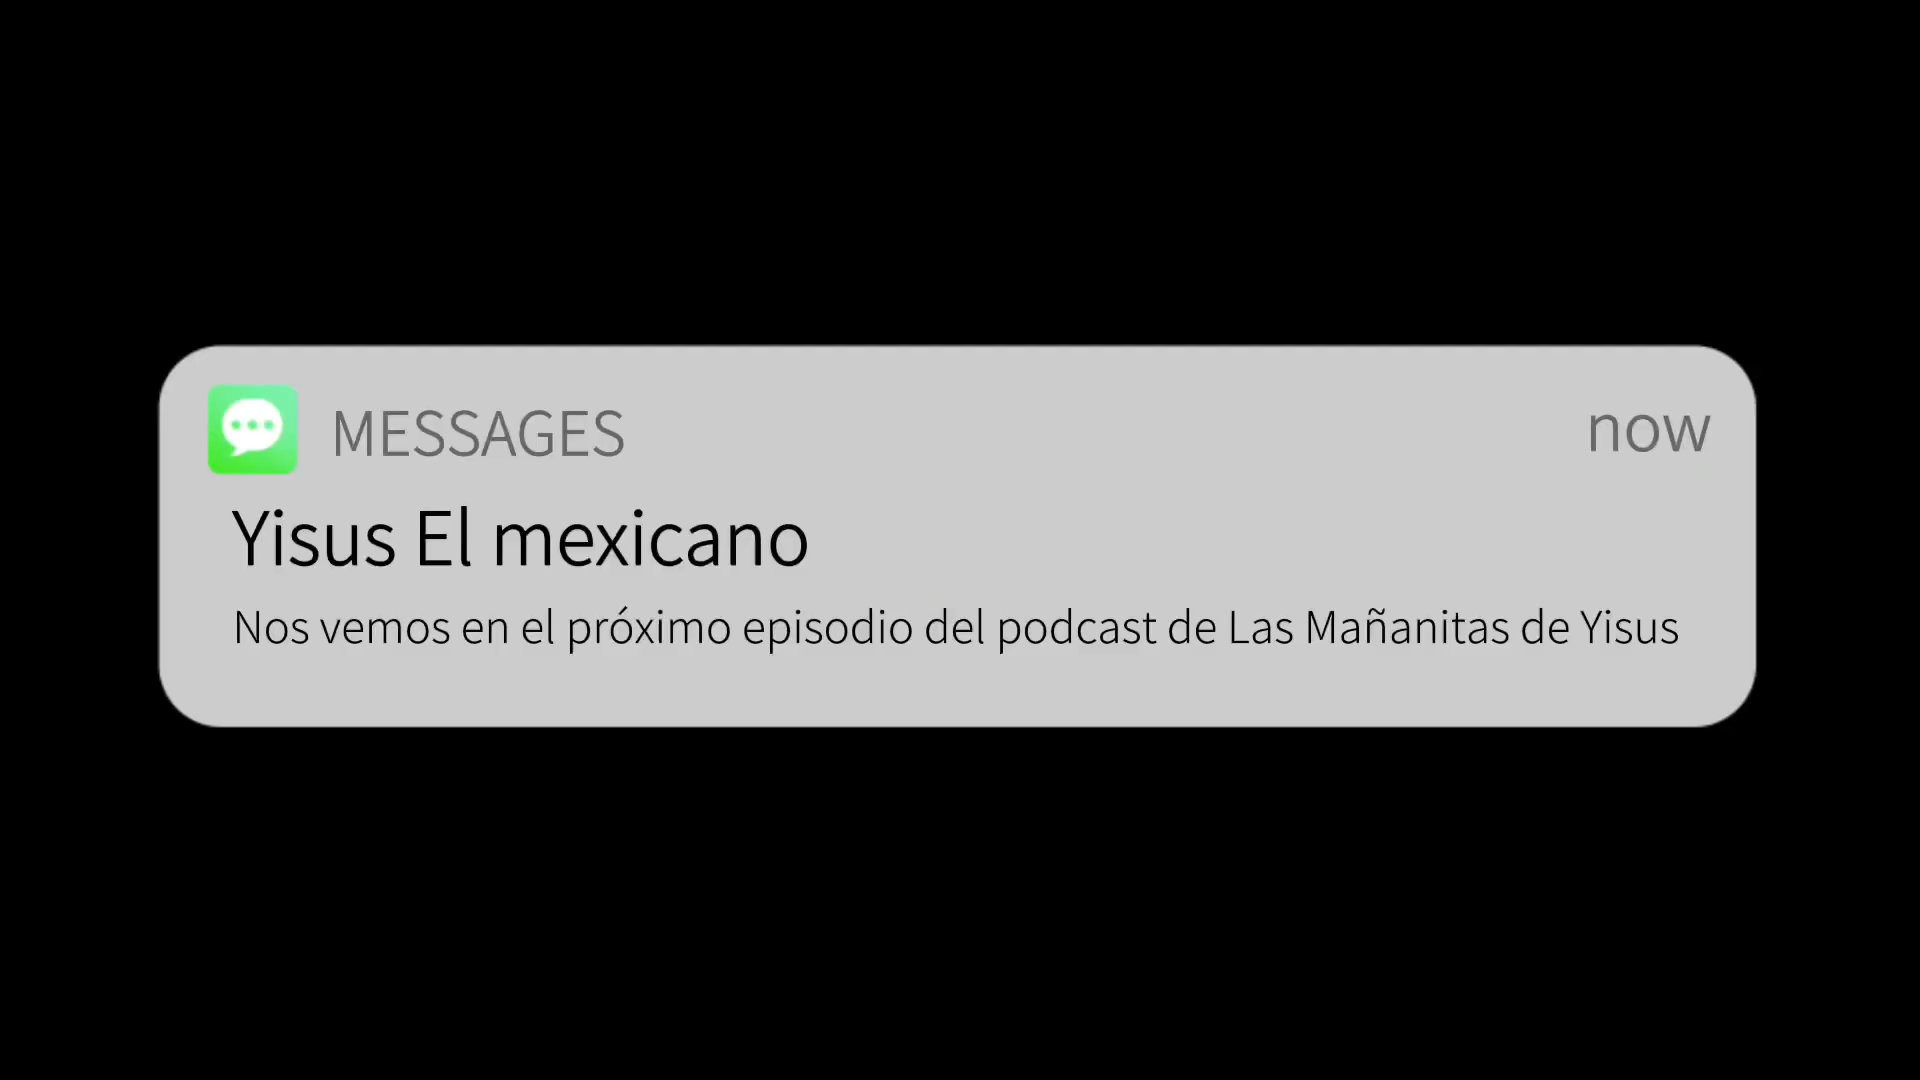 MESSAGES now
Yisus El mexicano
Nos vemos en el próximo episodio del podcast de Las Mañanitas de Yisus